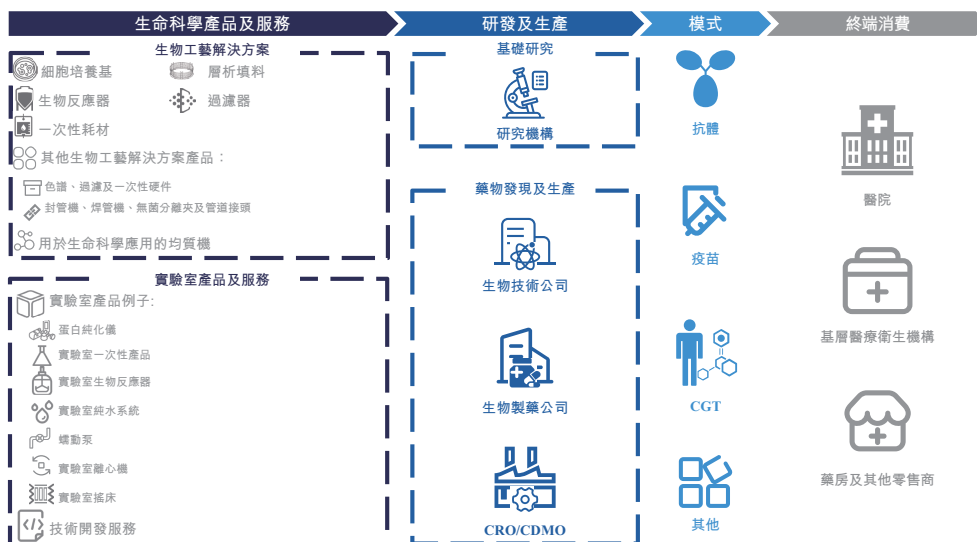 生命科學產品及服務
研發及生產
模式
終端消費
生物工藝解決方案
細胞培養基
層析填料
生物反應器
過濾器
一次性耗材
其他生物工藝解決方案產品：
色譜、過濾及一次性硬件
封管機、焊管機、無菌分離夾及管道接頭
用於生命科學應用的均質機
實驗室產品及服務
實驗室產品例子:
蛋白純化儀
實驗室一次性產品
實驗室生物反應器
實驗室純水系統
蠕動泵
實驗室離心機
實驗室搖床
技術開發服務
基礎研究
研究機構
藥物發現及生產
生物技術公司
生物製藥公司
CRO/CDMO
抗體
疫苗
CGT
其他
醫院
基層醫療衛生機構
藥房及其他零售商